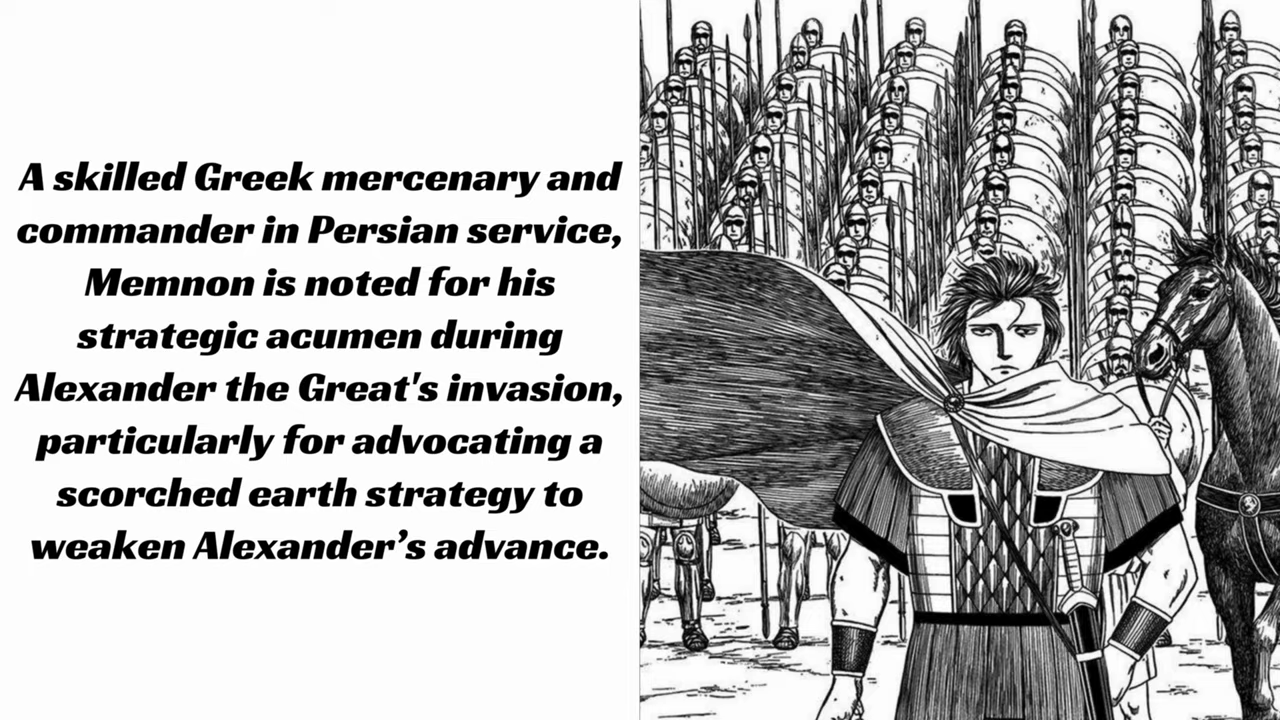 A skilled Greek mercenary and
commander in Persian service,
Memnon is noted for his
strategic acumen during
Alexander the Great's invasion,
particularly for advocating a
scorched earth strategy to
weaken Alexander’s advance.